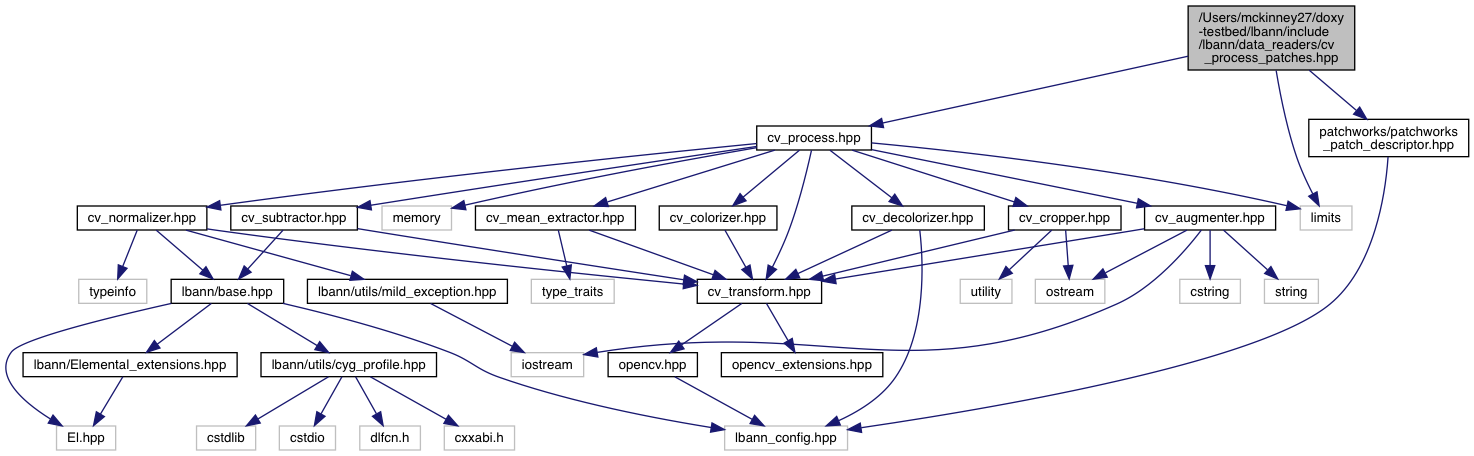 /Users/mckinney27/doxy
-testbed/lbann/include
/lbann/data_readers/cv
_process_patches.hpp
cv_process.hpp
patchworks/patchworks
_patch_descriptor.hpp
cv_normalizer.hpp
cv_subtractor.hpp
memory
cv_mean_extractor.hpp
cv_colorizer.hpp
cv_decolorizer.hpp
cv_cropper.hpp
cv_augmenter.hpp
limits
typeinfo
lbann/base.hpp
lbann/utils/mild_exception.hpp
type_traits
cv_transform.hpp
utility
ostream
cstring
string
lbann/Elemental_extensions.hpp
lbann/utils/cyg_profile.hpp
iostream
opencv.hpp
opencv_extensions.hpp
El.hpp
cstdlib
cstdio
dlfcn.h
cxxabi.h
lbann_config.hpp